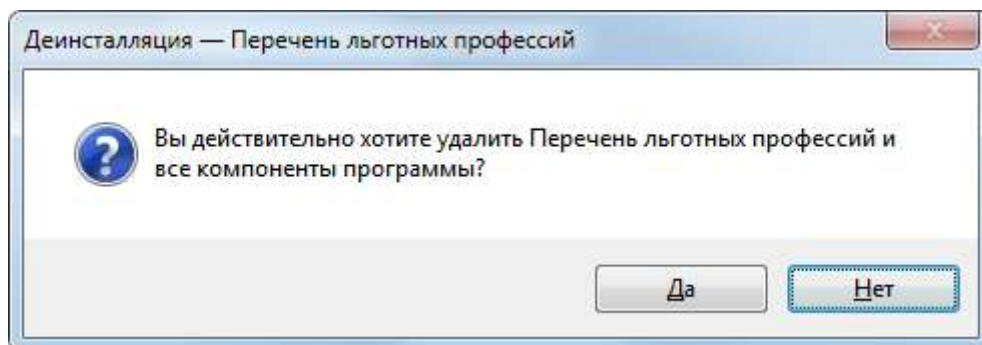 Деинсталляция — Перечень льготных профессий
Вы действительно хотите удалить Перечень льготных профессий и
все компоненты программы?
Да
Нет